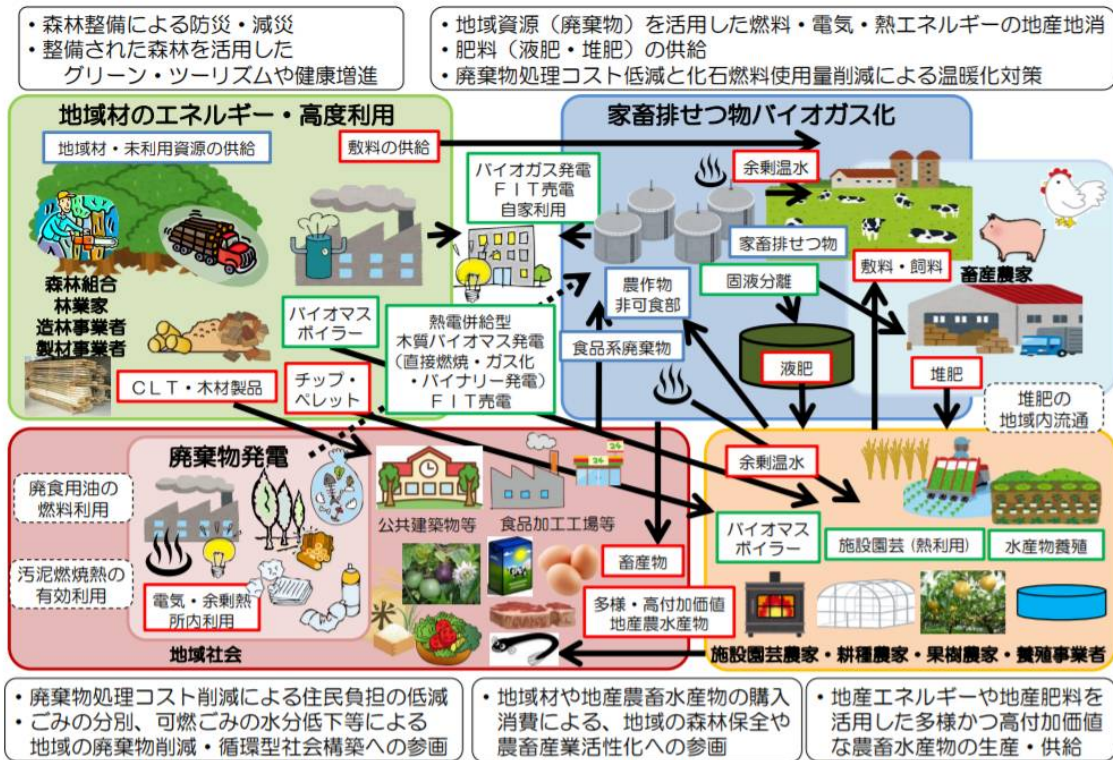 ・森林整備による防災・減災
・整備された森林を活用した
グリーン・ツーリズムや健康増進
・地域資源（廃棄物）を活用した燃料・電気・熱エネルギーの地産地消
・肥料（液肥・堆肥）の供給
・廃棄物処理コスト低減と化石燃料使用量削減による温暖化対策
地域材のエネルギー・高度利用
地域材・未利用資源の供給
敷料の供給
森林組合
林業家
造林事業者
製材事業者
バイオマス
ボイラー
CLT・木材製品
チップ・
ペレット
バイオガス発電
FIT売電
自家利用
熱電併給型
木質バイオマス発電
（直接燃焼・ガス化
・バイナリー発電）
FIT売電
家畜排せつ物バイオガス化
余剰温水
家畜排せつ物
農作物
非可食部
固液分離
敷料・飼料
畜産農家
食品系廃棄物
液肥
堆肥
堆肥の
地域内流通
廃棄物発電
廃食用油の
燃料利用
汚泥燃焼熱の
有効利用
電気・余剰熱
所内利用
公共建築物等
食品加工工場等
24
米
畜産物
多様・高付加価値
地産農水産物
地域社会
余剰温水
バイオマス
ボイラー
施設園芸（熱利用）
水産物養殖
施設園芸農家・耕種農家・果樹農家・養殖事業者
・廃棄物処理コスト削減による住民負担の低減
・ごみの分別、可燃ごみの水分低下等による
地域の廃棄物削減・循環型社会構築への参画
・地域材や地産農畜水産物の購入
消費による、地域の森林保全や
農畜産業活性化への参画
・地産エネルギーや地産肥料を
活用した多様かつ高付加価値
な農畜水産物の生産・供給